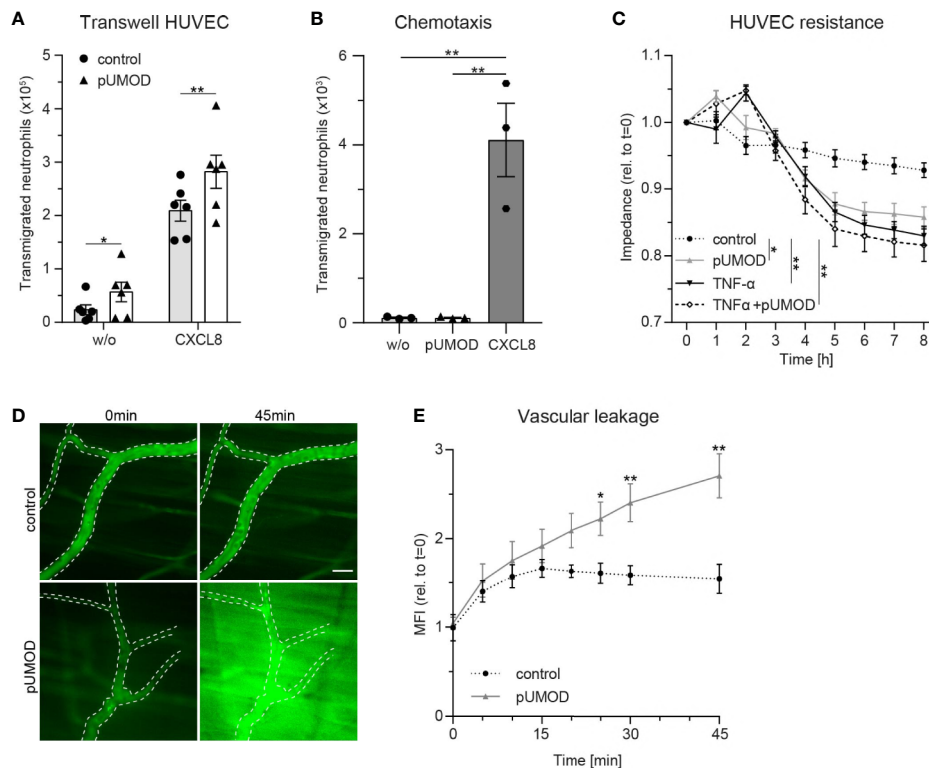 A
Transwell HUVEC
control
pUMOD
Transmigrated neutrophils (x10⁵)
5
4
3
2
1
0
*
**
w/o
CXCL8
B
Chemotaxis
Transmigrated neutrophils (x10³)
6
4
2
0
**
**
w/o
pUMOD
CXCL8
C
HUVEC resistance
Impedance (rel. to t=0)
1.1
1.0
0.9
0.8
0.7
control
pUMOD
TNF-α
TNFα +pUMOD
*
**
**
0 1 2 3 4 5 6 7 8
Time [h]
D
0min
45min
control
pUMOD
E
Vascular leakage
MFI (rel. to t=0)
3
2
1
0
*
**
**
control
pUMOD
0 15 30 45
Time [min]